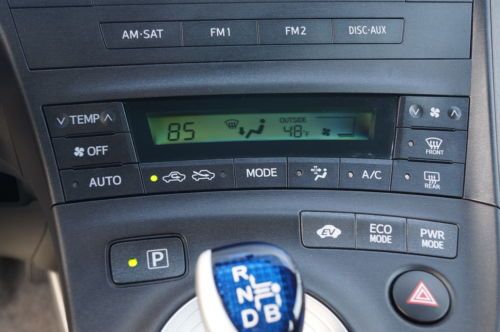 AM·SAT FM1 FM2 DISC·AUX
TEMP
85 OUTSIDE 48°F
OFF
FRONT
AUTO MODE A/C REAR
EV ECO MODE PWR MODE
P
R
N
D B